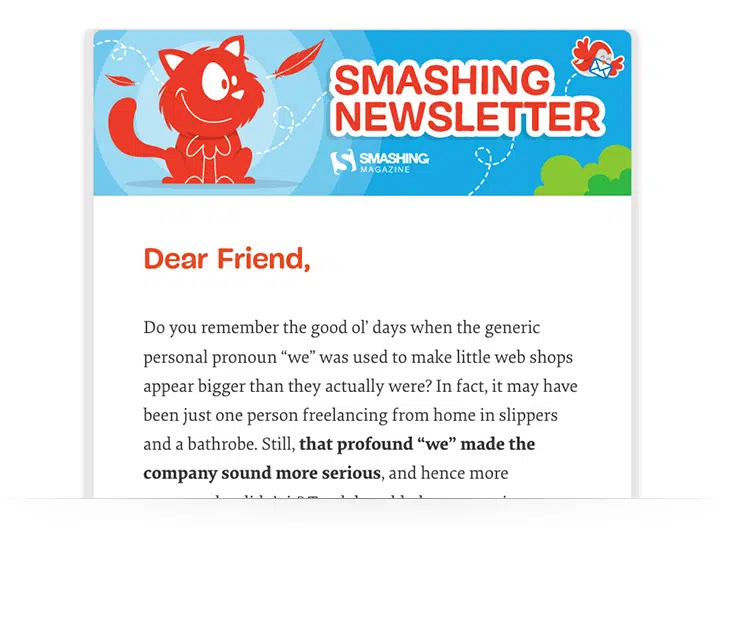 SMASHING
NEWSLETTER
SMASHING
MAGAZINE
Dear Friend,
Do you remember the good ol’ days when the generic
personal pronoun “we” was used to make little web shops
appear bigger than they actually were? In fact, it may have
been just one person freelancing from home in slippers
and a bathrobe. Still, that profound “we” made the
company sound more serious, and hence more